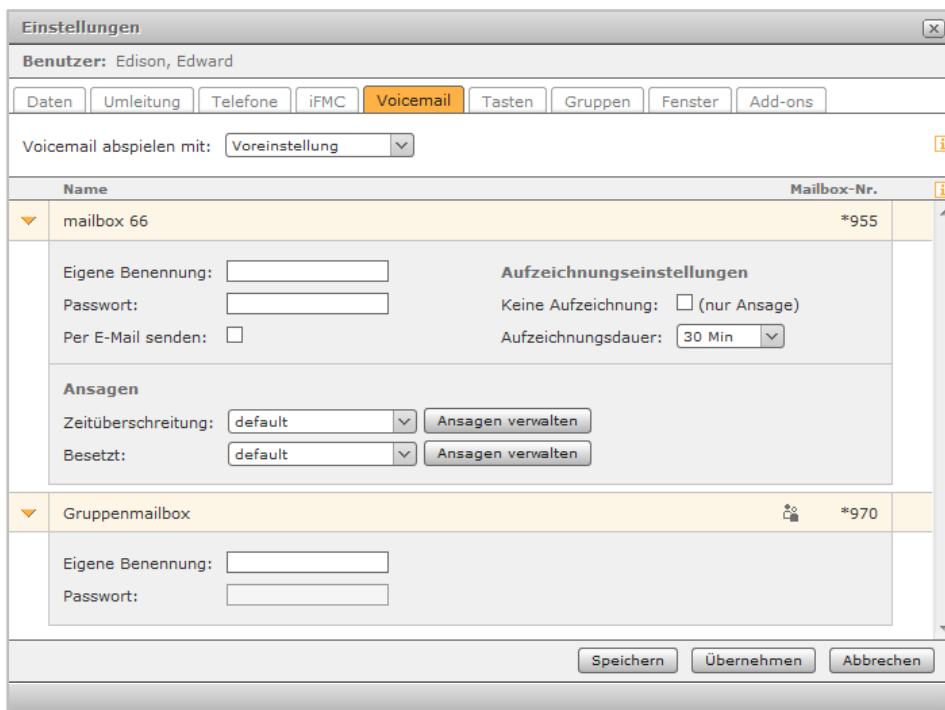 Einstellungen
Benutzer: Edison, Edward
Daten Umleitung Telefone iFMC Voicemail Tasten Gruppen Fenster Add-ons
Voicemail abspielen mit: Voreinstellung
Name Mailbox-Nr.
mailbox 66 *955
Eigene Benennung: Aufzeichnungseinstellungen
Passwort: Keine Aufzeichnung: (nur Ansage)
Per E-Mail senden: Aufzeichnungsdauer: 30 Min
Ansagen
Zeitüberschreitung: default Ansagen verwalten
Besetzt: default Ansagen verwalten
Gruppenmailbox *970
Eigene Benennung:
Passwort:
Speichern Übernehmen Abbrechen